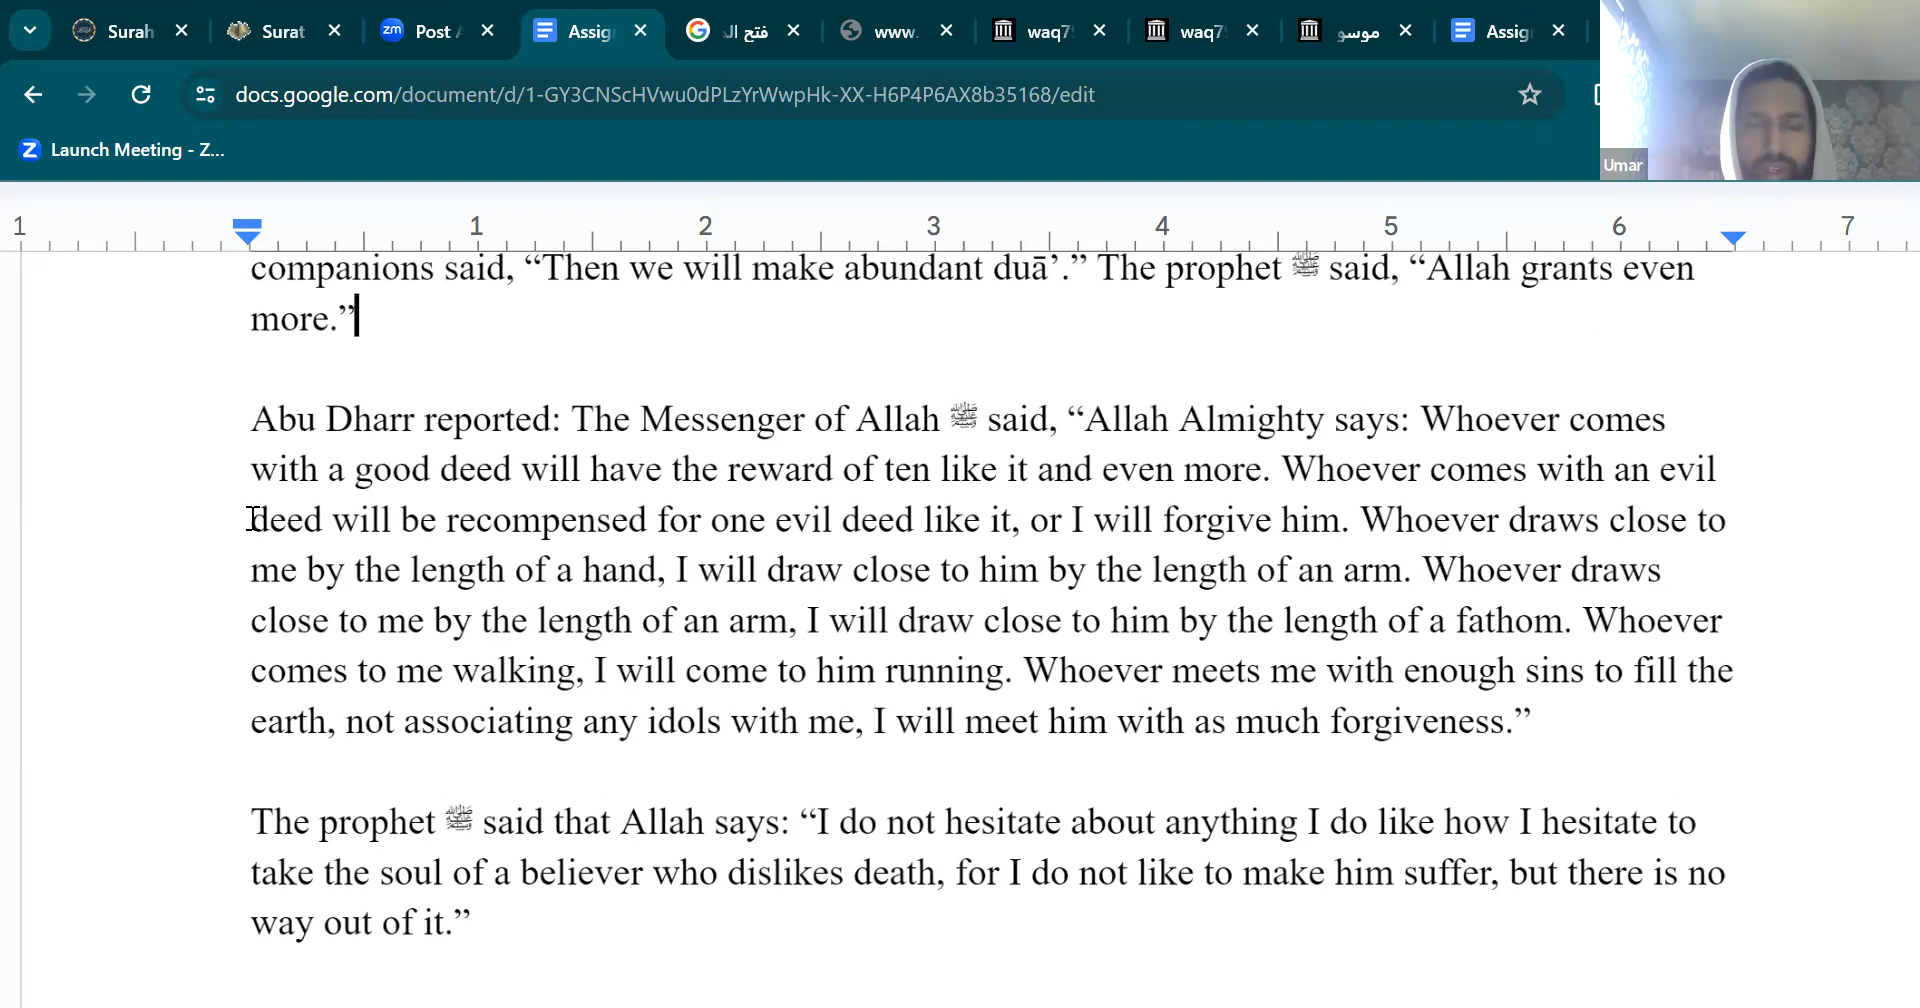 Surah
Surat
Post A
Assig
فتح ال
www.
waq7
waq7
موسو
Assig
docs.google.com/document/d/1-GY3CNScHVwu0dPLzYrWwpHk-XX-H6P4P6AX8b35168/edit
Launch Meeting - Z...
Umar
1 1 2 3 4 5 6 7
companions said, “Then we will make abundant duā’.” The prophet ﷺ said, “Allah grants even
more.”
Abu Dharr reported: The Messenger of Allah ﷺ said, “Allah Almighty says: Whoever comes
with a good deed will have the reward of ten like it and even more. Whoever comes with an evil
deed will be recompensed for one evil deed like it, or I will forgive him. Whoever draws close to
me by the length of a hand, I will draw close to him by the length of an arm. Whoever draws
close to me by the length of an arm, I will draw close to him by the length of a fathom. Whoever
comes to me walking, I will come to him running. Whoever meets me with enough sins to fill the
earth, not associating any idols with me, I will meet him with as much forgiveness.”
The prophet ﷺ said that Allah says: “I do not hesitate about anything I do like how I hesitate to
take the soul of a believer who dislikes death, for I do not like to make him suffer, but there is no
way out of it.”